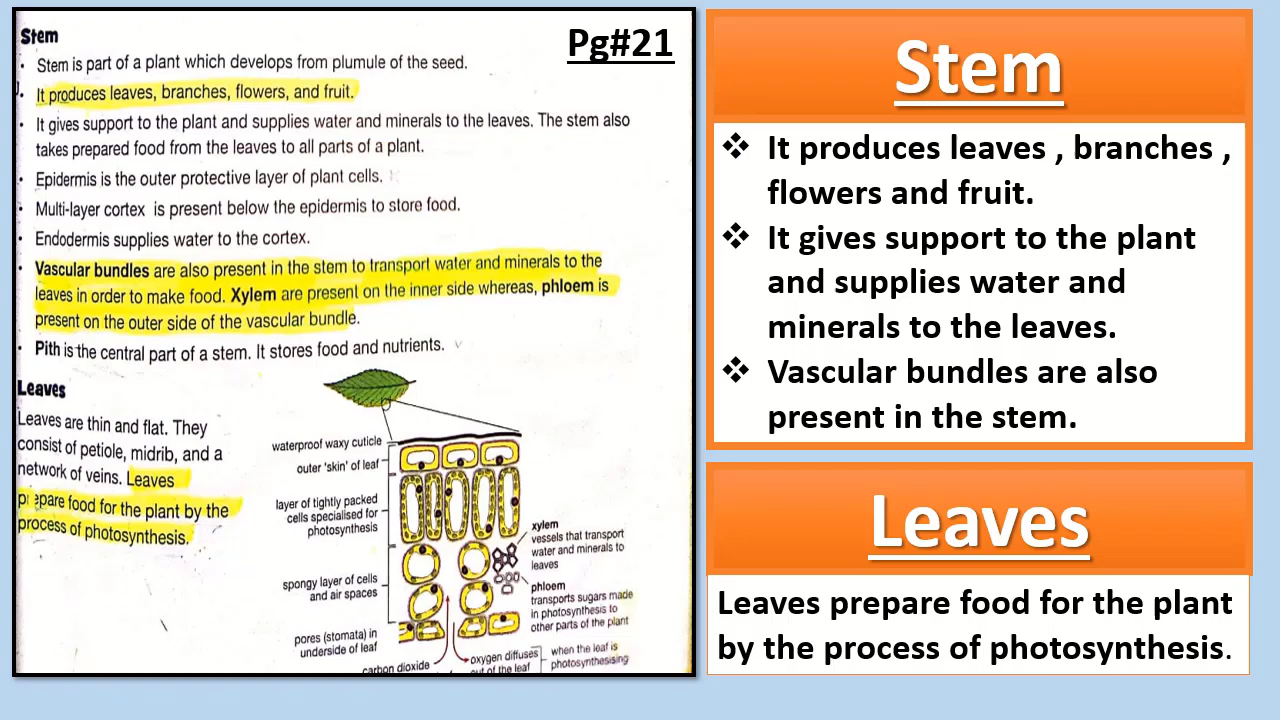 Stem
Pg#21
• Stem is part of a plant which develops from plumule of the seed.
• It produces leaves, branches, flowers, and fruit.
• It gives support to the plant and supplies water and minerals to the leaves. The stem also
takes prepared food from the leaves to all parts of a plant.
• Epidermis is the outer protective layer of plant cells.
• Multi-layer cortex is present below the epidermis to store food.
• Endodermis supplies water to the cortex.
• Vascular bundles are also present in the stem to transport water and minerals to the
leaves in order to make food. Xylem are present on the inner side whereas, phloem is
present on the outer side of the vascular bundle.
• Pith is the central part of a stem. It stores food and nutrients.
Leaves
Leaves are thin and flat. They
consist of petiole, midrib, and a
network of veins. Leaves
prepare food for the plant by the
process of photosynthesis.
waterproof waxy cuticle
outer 'skin' of leaf
layer of tightly packed
cells specialised for
photosynthesis
spongy layer of cells
and air spaces
pores (stomata) in
underside of leaf
carbon dioxide
xylem
vessels that transport
water and minerals to
leaves
phloem
transports sugars made
in photosynthesis to
other parts of the plant
oxygen diffuses
out of the leaf
when the leaf is
photosynthesising
Stem
❖ It produces leaves , branches ,
flowers and fruit.
❖ It gives support to the plant
and supplies water and
minerals to the leaves.
❖ Vascular bundles are also
present in the stem.
Leaves
Leaves prepare food for the plant
by the process of photosynthesis.